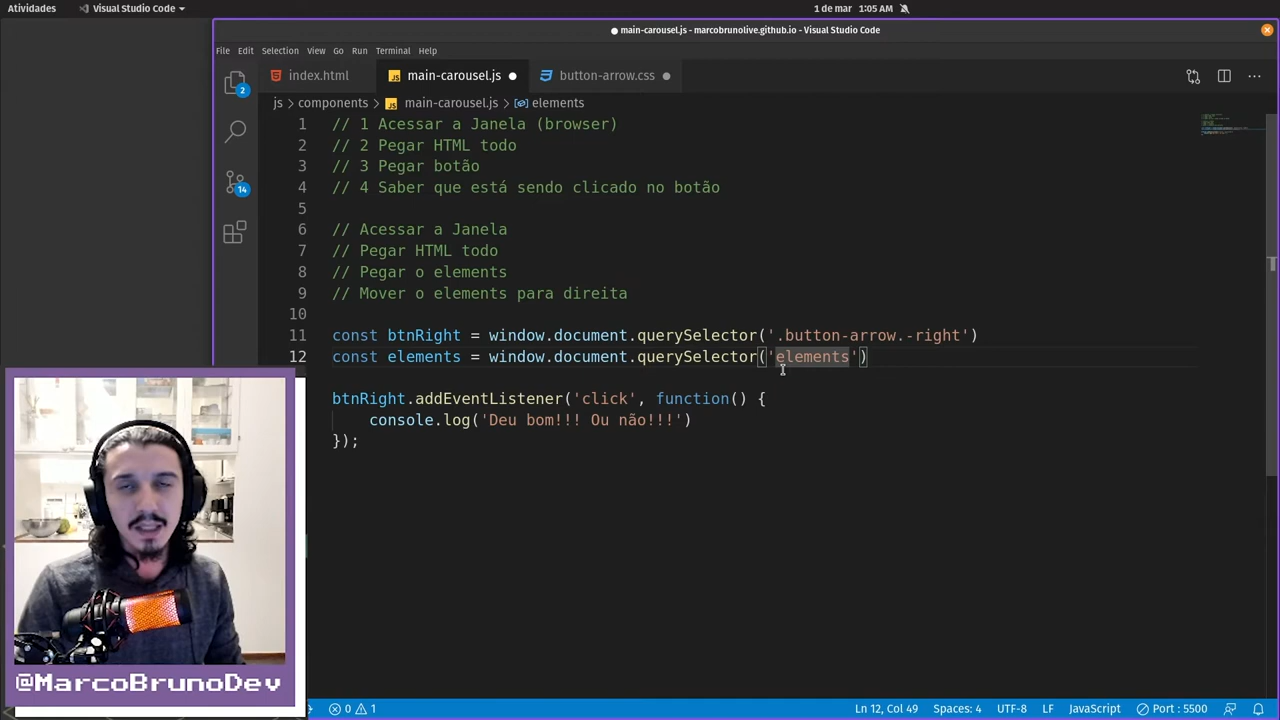 Atividades
Visual Studio Code
1 de mar 1:05 AM
● main-carousel.js - marcobrunolive.github.io - Visual Studio Code
File Edit Selection View Go Run Terminal Help
index.html
JS main-carousel.js ●
button-arrow.css ●
js > components > JS main-carousel.js > elements
2
14
1 // 1 Acessar a Janela (browser)
2 // 2 Pegar HTML todo
3 // 3 Pegar botão
4 // 4 Saber que está sendo clicado no botão
5
6 // Acessar a Janela
7 // Pegar HTML todo
8 // Pegar o elements
9 // Mover o elements para direita
10
11 const btnRight = window.document.querySelector('.button-arrow.-right')
12 const elements = window.document.querySelector('elements')
btnRight.addEventListener('click', function() {
console.log('Deu bom!!! Ou não!!!')
});
@MarcoBrunoDev
0 1 Ln 12, Col 49 Spaces: 4 UTF-8 LF JavaScript Port : 5500